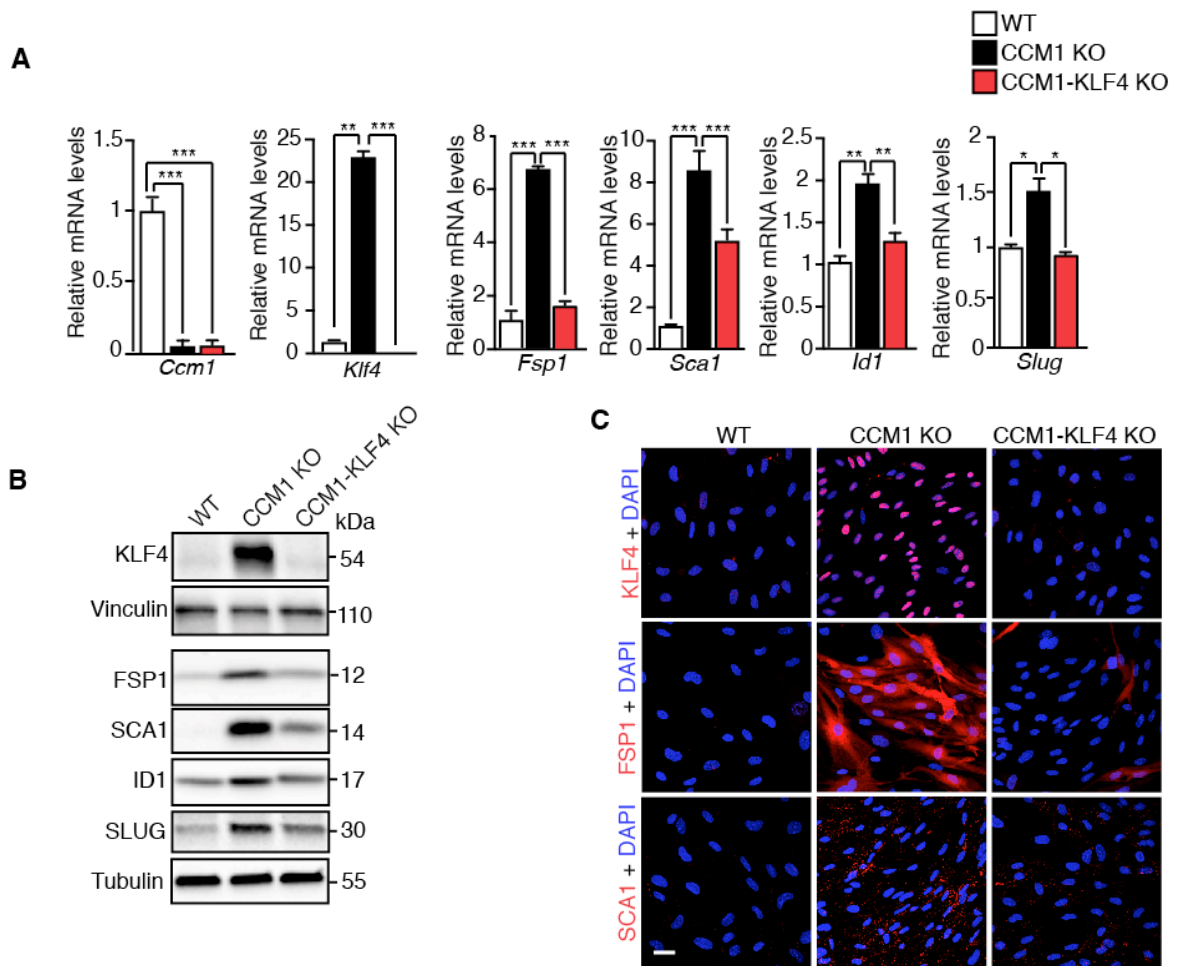 WT
CCM1 KO
CCM1-KLF4 KO
A
Relative mRNA levels
1.5
1
0.5
0
***
***
Ccm1
Relative mRNA levels
25
20
15
10
5
0
** ***
Klf4
Relative mRNA levels
8
6
4
2
0
*** ***
Fsp1
Relative mRNA levels
10
8
6
4
2
0
*** ***
Sca1
Relative mRNA levels
2.5
2
1.5
1
0.5
0
** **
Id1
Relative mRNA levels
2
1.5
1
0.5
0
* *
Slug
B
WT
CCM1 KO
CCM1-KLF4 KO
kDa
KLF4 54
Vinculin 110
FSP1 12
SCA1 14
ID1 17
SLUG 30
Tubulin 55
C
WT CCM1 KO CCM1-KLF4 KO
KLF4 + DAPI
FSP1 + DAPI
SCA1 + DAPI